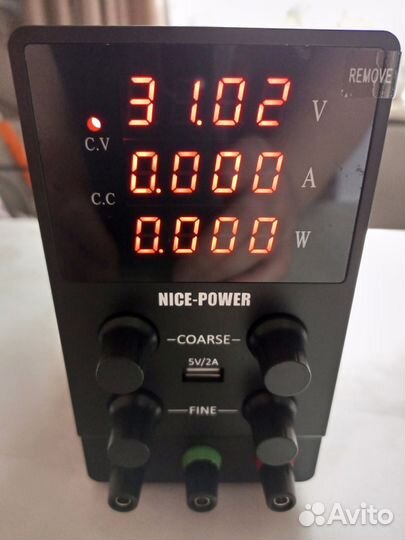 REMOVE
31.02 V
C.V
0.000 A
C.C
0.000 W
NICE-POWER
COARSE
5V/2A
FINE
Avito